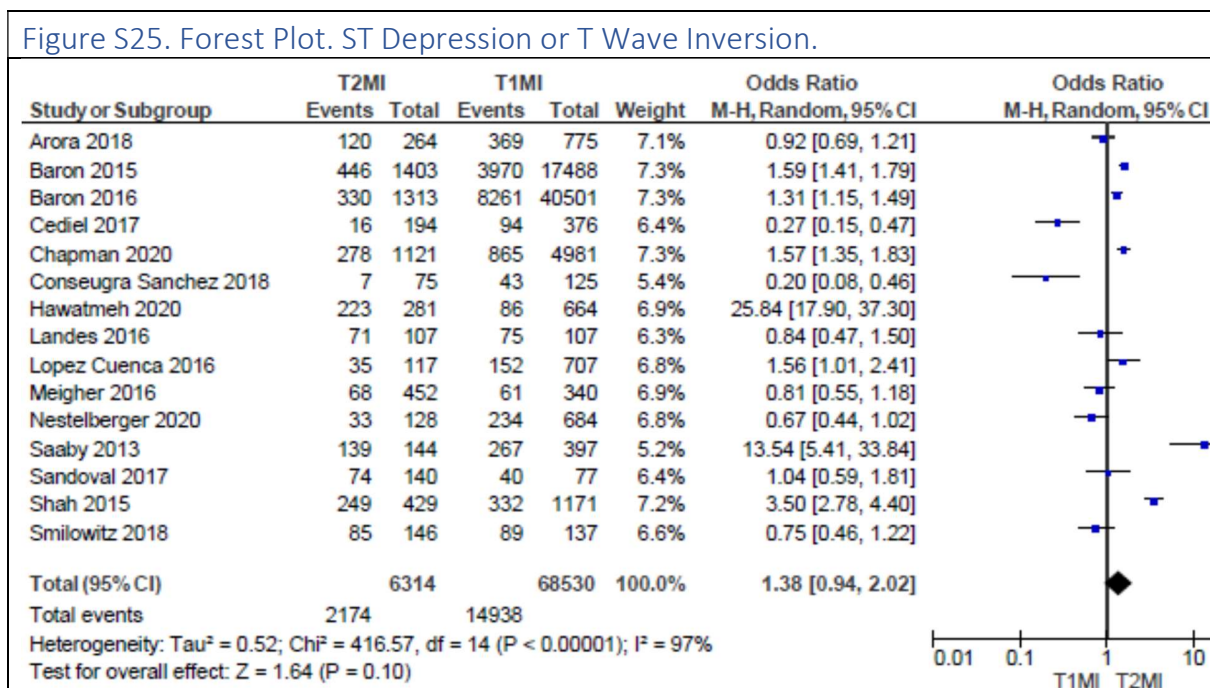 Figure S25. Forest Plot. ST Depression or T Wave Inversion.
T2MI T1MI Odds Ratio Odds Ratio
Study or Subgroup Events Total Events Total Weight M-H, Random, 95% CI M-H, Random, 95% CI
Arora 2018 120 264 369 775 7.1% 0.92 [0.69, 1.21]
Baron 2015 446 1403 3970 17488 7.3% 1.59 [1.41, 1.79]
Baron 2016 330 1313 8261 40501 7.3% 1.31 [1.15, 1.49]
Cediel 2017 16 194 94 376 6.4% 0.27 [0.15, 0.47]
Chapman 2020 278 1121 865 4981 7.3% 1.57 [1.35, 1.83]
Conseugra Sanchez 2018 7 75 43 125 5.4% 0.20 [0.08, 0.46]
Hawatmeh 2020 223 281 86 664 6.9% 25.84 [17.90, 37.30]
Landes 2016 71 107 75 107 6.3% 0.84 [0.47, 1.50]
Lopez Cuenca 2016 35 117 152 707 6.8% 1.56 [1.01, 2.41]
Meigher 2016 68 452 61 340 6.9% 0.81 [0.55, 1.18]
Nestelberger 2020 33 128 234 684 6.8% 0.67 [0.44, 1.02]
Saaby 2013 139 144 267 397 5.2% 13.54 [5.41, 33.84]
Sandoval 2017 74 140 40 77 6.4% 1.04 [0.59, 1.81]
Shah 2015 249 429 332 1171 7.2% 3.50 [2.78, 4.40]
Smilowitz 2018 85 146 89 137 6.6% 0.75 [0.46, 1.22]
Total (95% CI) 6314 68530 100.0% 1.38 [0.94, 2.02]
Total events 2174 14938
Heterogeneity: Tau² = 0.52; Chi² = 416.57, df = 14 (P < 0.00001); I² = 97%
Test for overall effect: Z = 1.64 (P = 0.10)
0.01 0.1 1 10
T1MI T2MI